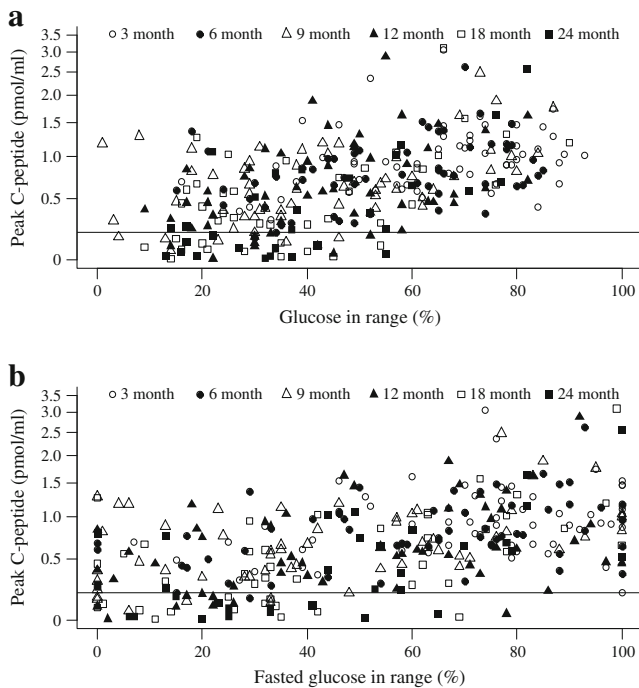 a
3 month 6 month 9 month 12 month 18 month 24 month
3.5
3.0
2.5
2.0
1.5
1.0
0.5
0
Peak C-peptide (pmol/ml)
0 20 40 60 80 100
Glucose in range (%)
b
3 month 6 month 9 month 12 month 18 month 24 month
3.5
3.0
2.5
2.0
1.5
1.0
0.5
0
Peak C-peptide (pmol/ml)
0 20 40 60 80 100
Fasted glucose in range (%)